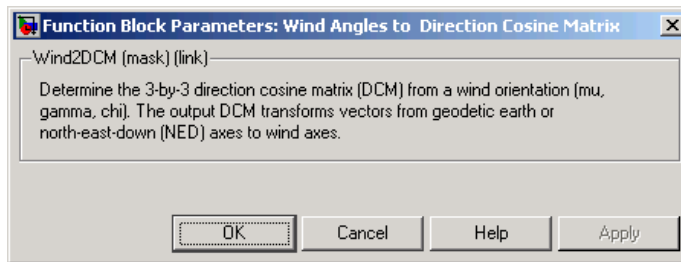 Function Block Parameters: Wind Angles to Direction Cosine Matrix
Wind2DCM (mask) (link)
Determine the 3-by-3 direction cosine matrix (DCM) from a wind orientation (mu,
gamma, chi). The output DCM transforms vectors from geodetic earth or
north-east-down (NED) axes to wind axes.
OK Cancel Help Apply